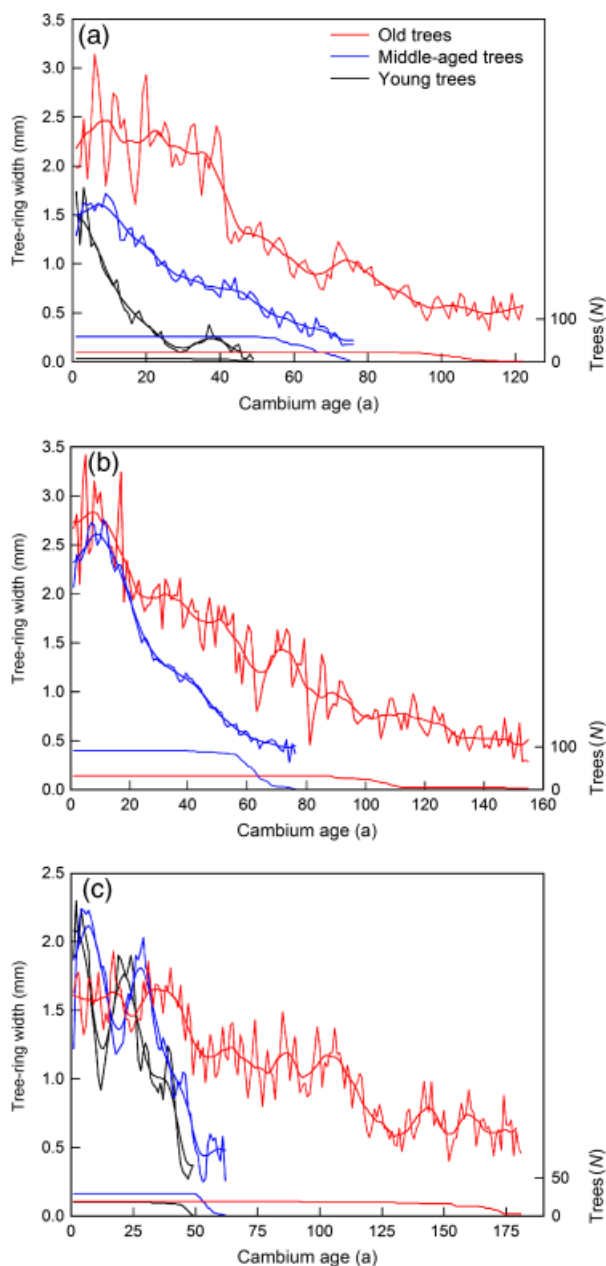 (a)
Old trees
Middle-aged trees
Young trees
3.5
3.0
2.5
2.0
1.5
1.0
0.5
0.0
Tree-ring width (mm)
100
0
Trees (N)
0 20 40 60 80 100 120
Cambium age (a)
(b)
3.5
3.0
2.5
2.0
1.5
1.0
0.5
0.0
Tree-ring width (mm)
100
0
Trees (N)
0 20 40 60 80 100 120 140 160
Cambium age (a)
(c)
2.5
2.0
1.5
1.0
0.5
0.0
Tree-ring width (mm)
50
0
Trees (N)
0 25 50 75 100 125 150 175
Cambium age (a)